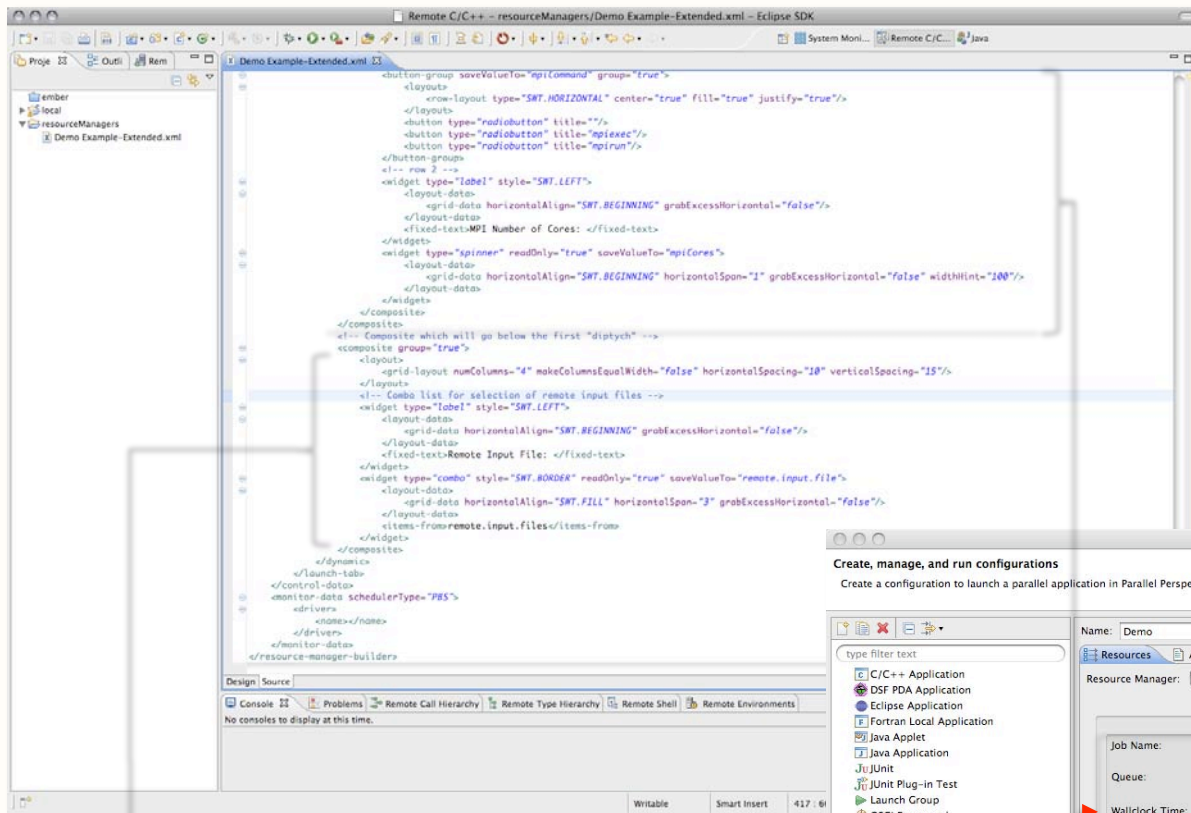 Remote C/C++ - resourceManagers/Demo Example-Extended.xml - Eclipse SDK
System Moni... Remote C/C... Java
Proje Outli Rem
ember
local
resourceManagers
Demo Example-Extended.xml
Demo Example-Extended.xml
<button-group saveValueTo="mpiCommand" group="true">
<layout>
<row-layout type="SWT.HORIZONTAL" center="true" fill="true" justify="true"/>
</layout>
<button type="radiobutton" title=""/>
<button type="radiobutton" title="mpiexec"/>
<button type="radiobutton" title="mpirun"/>
</button-group>
<!-- row 2 -->
<widget type="label" style="SWT.LEFT">
<layout-data>
<grid-data horizontalAlign="SWT.BEGINNING" grabExcessHorizontal="false"/>
</layout-data>
<fixed-text>MPI Number of Cores: </fixed-text>
</widget>
<widget type="spinner" readOnly="true" saveValueTo="mpiCores">
<layout-data>
<grid-data horizontalAlign="SWT.BEGINNING" horizontalSpan="1" grabExcessHorizontal="false" widthHint="100"/>
</layout-data>
</widget>
</composite>
</composite>
<!-- Composite which will go below the first "diptych" -->
<composite group="true">
<layout>
<grid-layout numColumns="4" makeColumnsEqualWidth="false" horizontalSpacing="10" verticalSpacing="15"/>
</layout>
<!-- Combo list for selection of remote input files -->
<widget type="label" style="SWT.LEFT">
<layout-data>
<grid-data horizontalAlign="SWT.BEGINNING" grabExcessHorizontal="false"/>
</layout-data>
<fixed-text>Remote Input File: </fixed-text>
</widget>
<widget type="combo" style="SWT.BORDER" readOnly="true" saveValueTo="remote.input.file">
<layout-data>
<grid-data horizontalAlign="SWT.FILL" horizontalSpan="3" grabExcessHorizontal="false"/>
</layout-data>
<items-from>remote.input.files</items-from>
</widget>
</composite>
</dynamic>
</launch-tab>
</control-data>
<monitor-data schedulerType="PBS">
<driver>
<name></name>
</driver>
</monitor-data>
</resource-manager-builder>
Design Source
Console Problems Remote Call Hierarchy Remote Type Hierarchy Remote Shell Remote Environments
No consoles to display at this time.
Writable Smart Insert 417 : 6
Create, manage, and run configurations
Create a configuration to launch a parallel application in Parallel Perspe
type filter text
C/C++ Application
DSF PDA Application
Eclipse Application
Fortran Local Application
Java Applet
Java Application
JUnit
JUnit Plug-in Test
Launch Group
Name: Demo
Resources
Resource Manager:
Job Name:
Queue:
Wallclock Time: